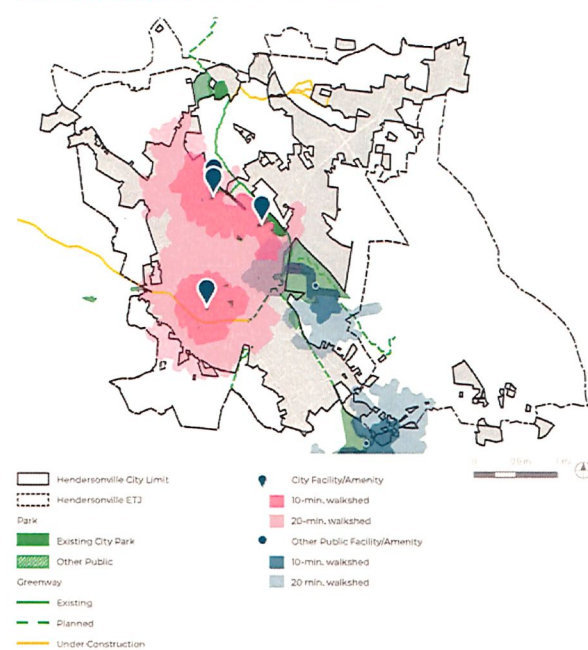 Hendersonville City Limit
Hendersonville ETJ
Park
Existing City Park
Other Public
Greenway
Existing
Planned
Under Construction
City Facility/Amenity
10-min. walkshed
20-min. walkshed
Other Public Facility/Amenity
10-min. walkshed
20 min. walkshed